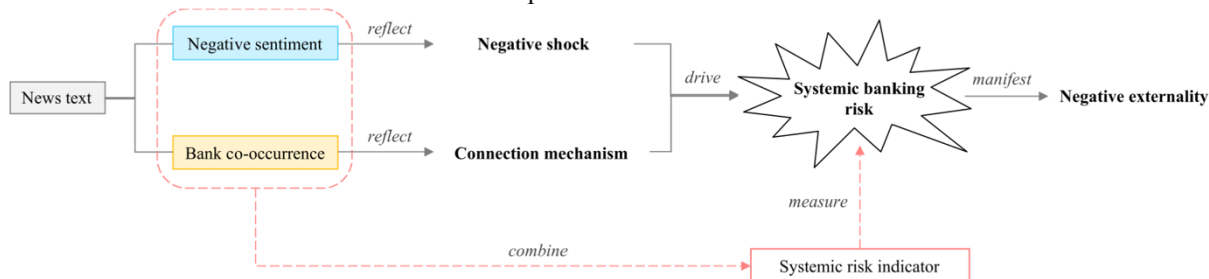 Negative sentiment
reflect
Negative shock
drive
Systemic banking
risk
manifest
Negative externality
News text
Bank co-occurrence
reflect
Connection mechanism
measure
combine
Systemic risk indicator